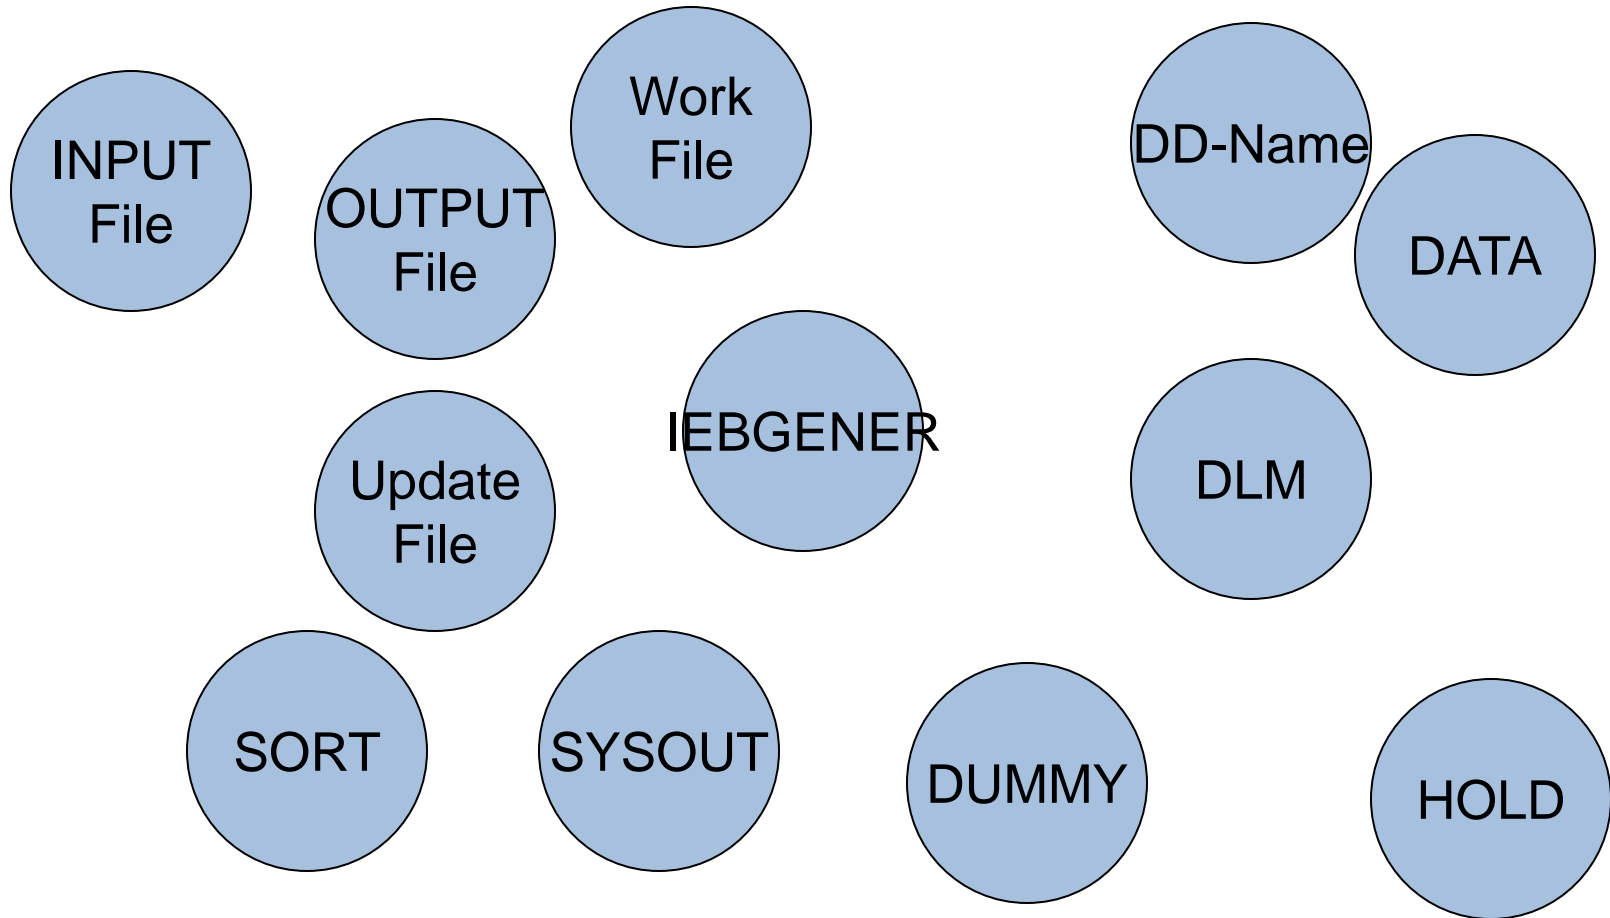 INPUT
File
OUTPUT
File
Work
File
DD-Name
DATA
IEBGENER
Update
File
DLM
SORT
SYSOUT
DUMMY
HOLD